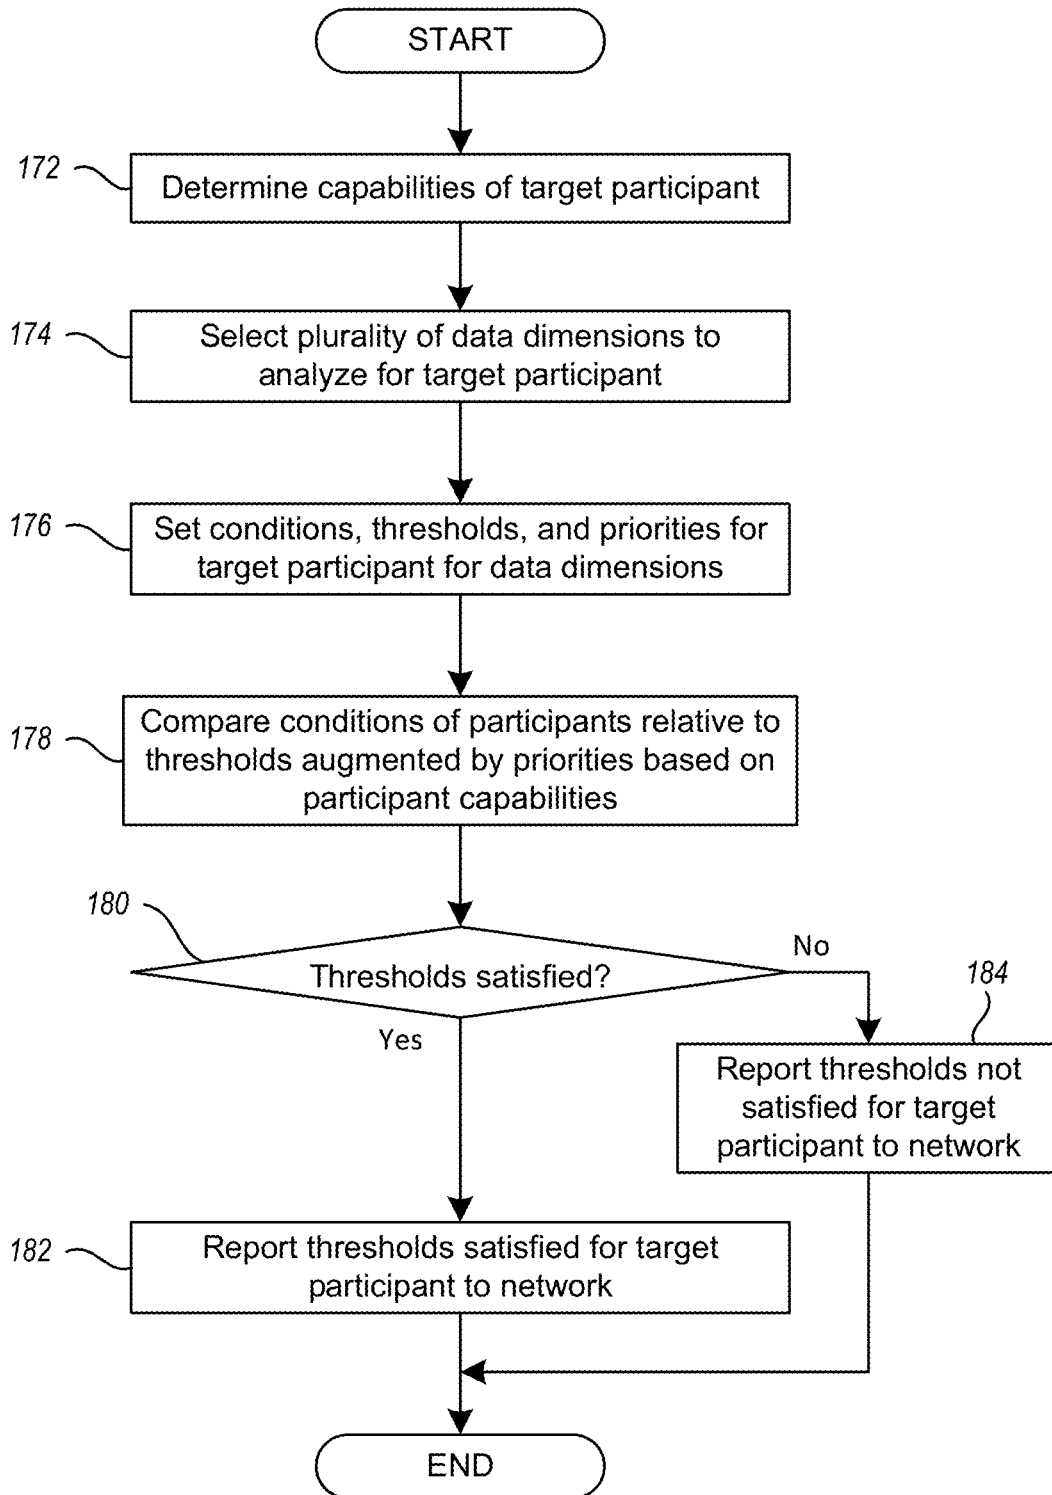 START
172
Determine capabilities of target participant
174
Select plurality of data dimensions to
analyze for target participant
176
Set conditions, thresholds, and priorities for
target participant for data dimensions
178
Compare conditions of participants relative to
thresholds augmented by priorities based on
participant capabilities
180
Thresholds satisfied?
No
Yes
184
Report thresholds not
satisfied for target
participant to network
182
Report thresholds satisfied for target
participant to network
END